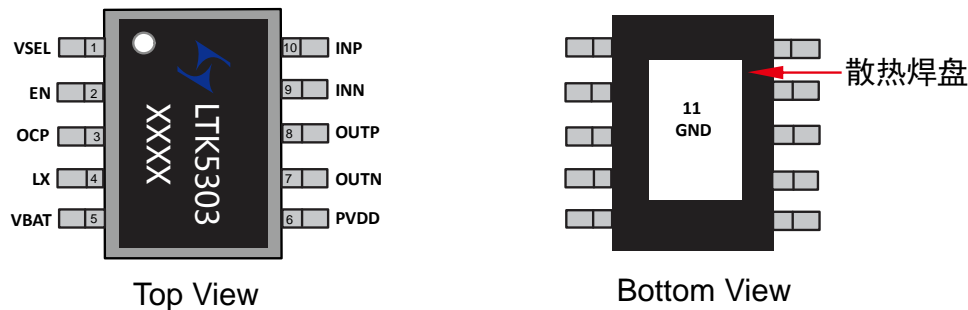 VSEL 1
EN 2
OCP 3
LX 4
VBAT 5
10 INP
9 INN
8 OUTP
7 OUTN
6 PVDD
LTK5303
XXXX
Top View
11
GND
散热焊盘
Bottom View